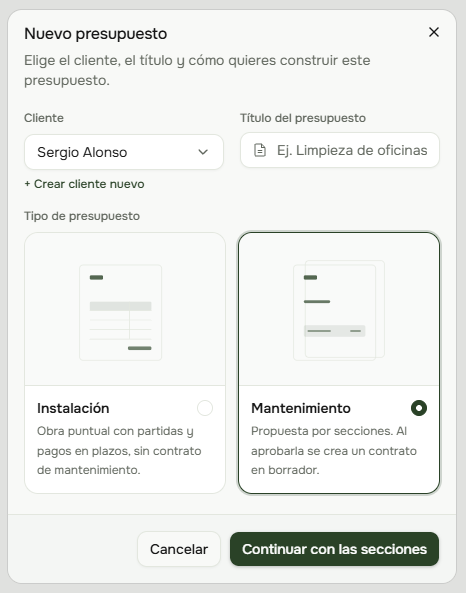 Nuevo presupuesto
Elige el cliente, el título y cómo quieres construir este
presupuesto.
Cliente
Título del presupuesto
Sergio Alonso
Ej. Limpieza de oficinas
+ Crear cliente nuevo
Tipo de presupuesto
Instalación
Obra puntual con partidas y
pagos en plazos, sin contrato
de mantenimiento.
Mantenimiento
Propuesta por secciones. Al
aprobarla se crea un contrato
en borrador.
Cancelar
Continuar con las secciones